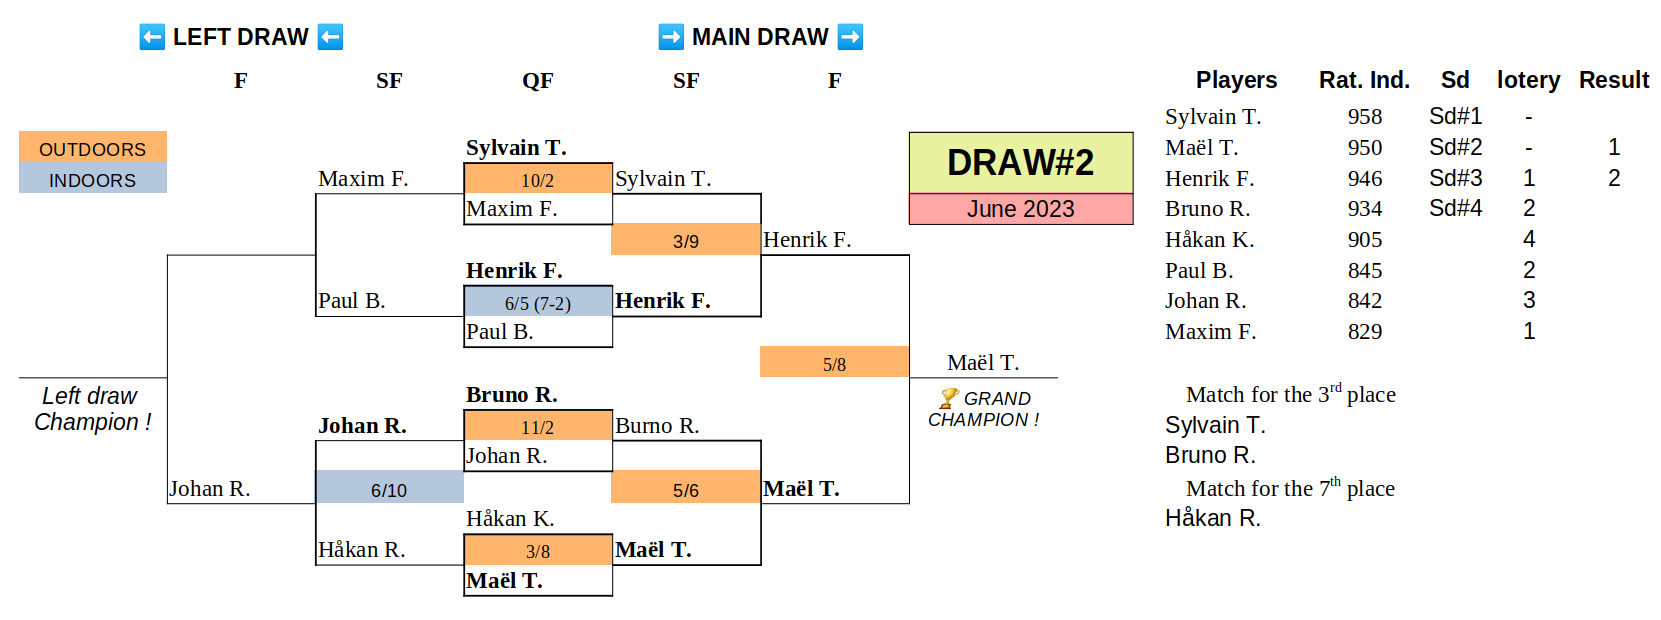 ⬅ LEFT DRAW ⬅ ➡ MAIN DRAW ➡
F SF QF SF F
Players Rat. Ind. Sd lotery Result
OUTDOORS
INDOORS
Maxim F.
Paul B.
Left draw
Champion !
Johan R.
6/10
Håkan R.
Johan R.
Sylvain T.
10/2
Maxim F.
Henrik F.
6/5 (7-2)
Paul B.
Bruno R.
11/2
Johan R.
Håkan K.
3/8
Maël T.
Sylvain T.
3/9
Henrik F.
Burno R.
5/6
Maël T.
Henrik F.
5/8
Maël T.
DRAW#2
June 2023
Maël T.
🏆 GRAND
CHAMPION !
Sylvain T. 958 Sd#1 -
Maël T. 950 Sd#2 - 1
Henrik F. 946 Sd#3 1 2
Bruno R. 934 Sd#4 2
Håkan K. 905 4
Paul B. 845 2
Johan R. 842 3
Maxim F. 829 1
Match for the 3rd place
Sylvain T.
Bruno R.
Match for the 7th place
Håkan R.